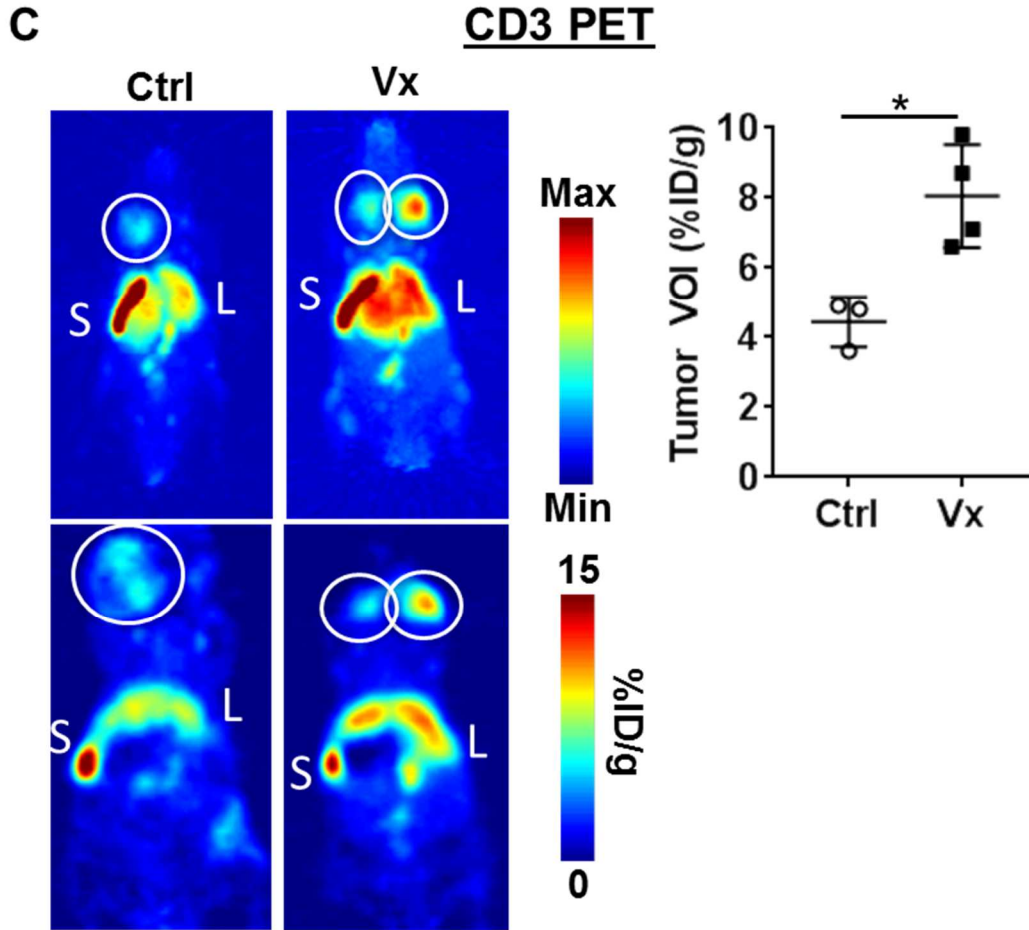 C
CD3 PET
Ctrl
Vx
S
L
S
L
S
L
S
L
Max
Min
15
%ID/g
0
*
Tumor VOI (%ID/g)
10
8
6
4
2
0
Ctrl
Vx